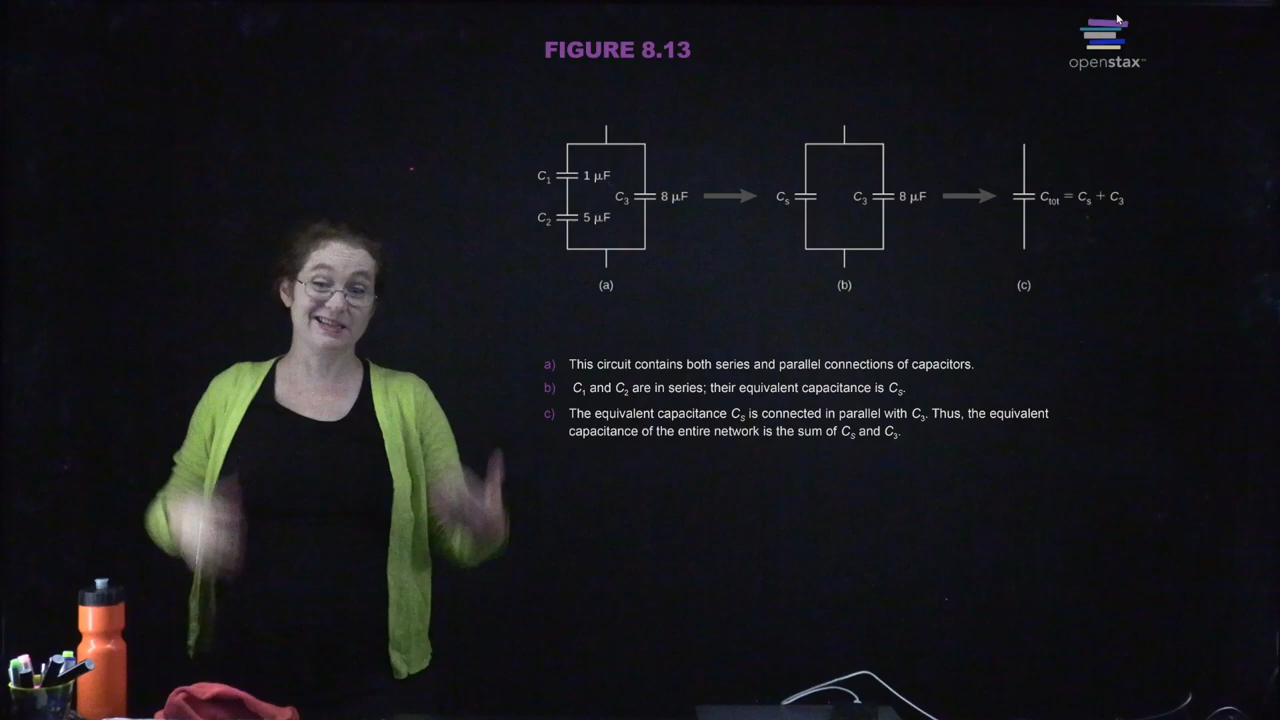 FIGURE 8.13
openstax™
C₁ 1 μF
C₂ 5 μF
C₃ 8 μF
(a)
Cₛ
C₃ 8 μF
(b)
Cₜₒₜ = Cₛ + C₃
(c)
a) This circuit contains both series and parallel connections of capacitors.
b) C₁ and C₂ are in series; their equivalent capacitance is Cₛ.
c) The equivalent capacitance Cₛ is connected in parallel with C₃. Thus, the equivalent
capacitance of the entire network is the sum of Cₛ and C₃.